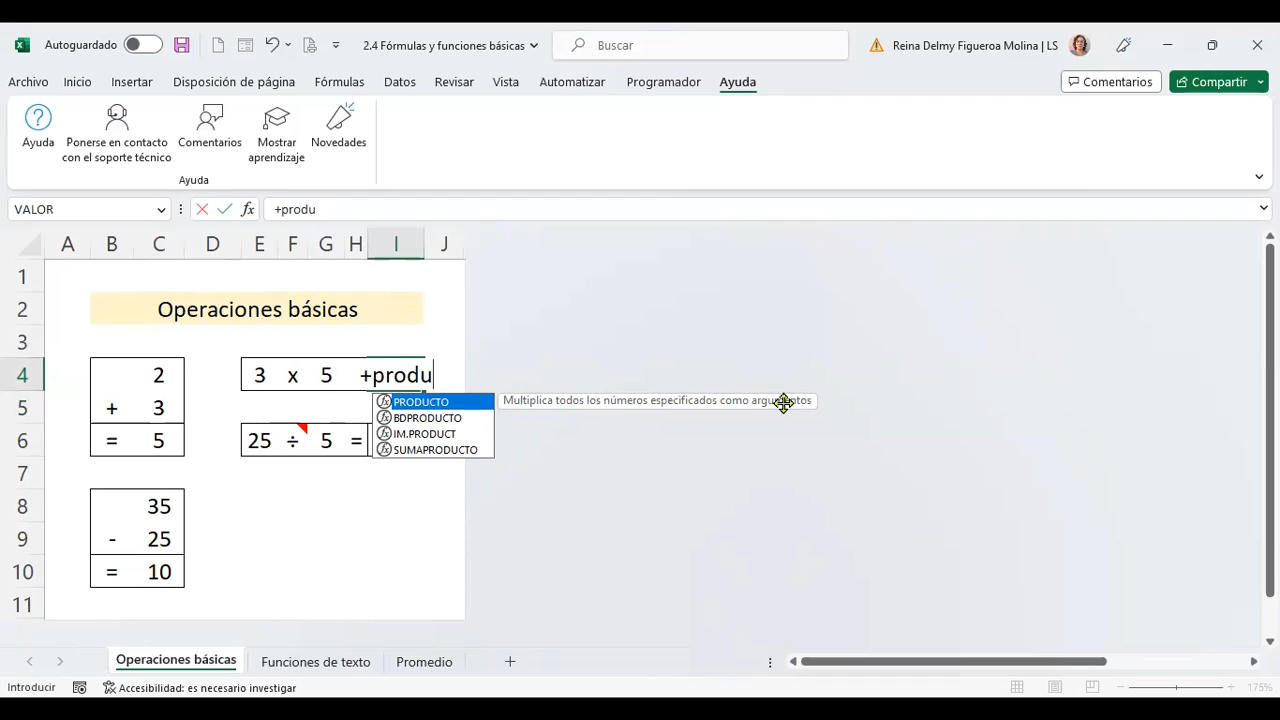 Autoguardado
2.4 Fórmulas y funciones básicas
Buscar
Reina Delmy Figueroa Molina | LS
Archivo Inicio Insertar Disposición de página Fórmulas Datos Revisar Vista Automatizar Programador Ayuda
Comentarios
Compartir
Ayuda
Ponerse en contacto
con el soporte técnico
Comentarios
Mostrar
aprendizaje
Novedades
Ayuda
VALOR
fx
+produ
A B C D E F G H I J
1
2 Operaciones básicas
3
4 2 3 x 5 +produ
5 + 3
PRODUCTO Multiplica todos los números especificados como argumentos
BDPRODUCTO
IM.PRODUCT
SUMAPRODUCTO
6 = 5 25 ÷ 5 =
7
8 35
9 - 25
10 = 10
11
Operaciones básicas Funciones de texto Promedio
Introducir
Accesibilidad: es necesario investigar
175%